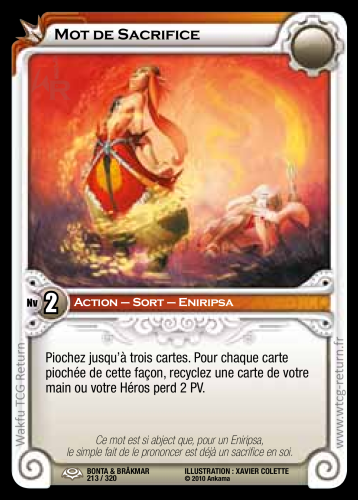 Mot de Sacrifice
Nv 2 Action – Sort – Eniripsa
Piochez jusqu'à trois cartes. Pour chaque carte
piochée de cette façon, recyclez une carte de votre
main ou votre Héros perd 2 PV.
Ce mot est si abject que, pour un Eniripsa,
le simple fait de le prononcer est déjà un sacrifice en soi.
BONTA & BRÂKMAR
213 / 320
ILLUSTRATION : XAVIER COLETTE
© 2010 Ankama
Wakfu TCG Return
www.wtcg-return.fr